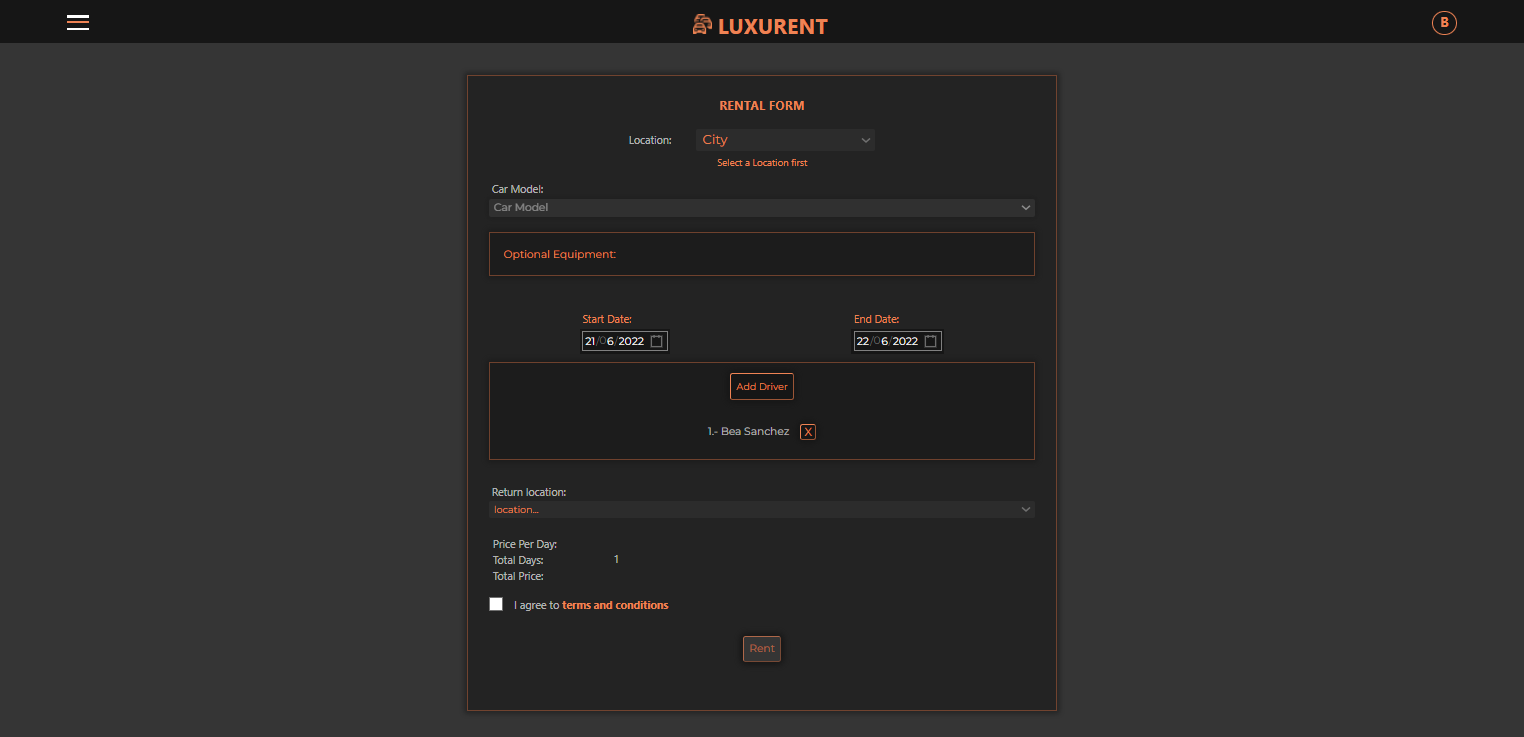 LUXURENT
B
RENTAL FORM
Location: City
Select a Location first
Car Model:
Car Model
Optional Equipment:
Start Date: End Date:
21/06/2022 22/06/2022
Add Driver
1.- Bea Sanchez X
Return location:
location...
Price Per Day:
Total Days: 1
Total Price:
I agree to terms and conditions
Rent